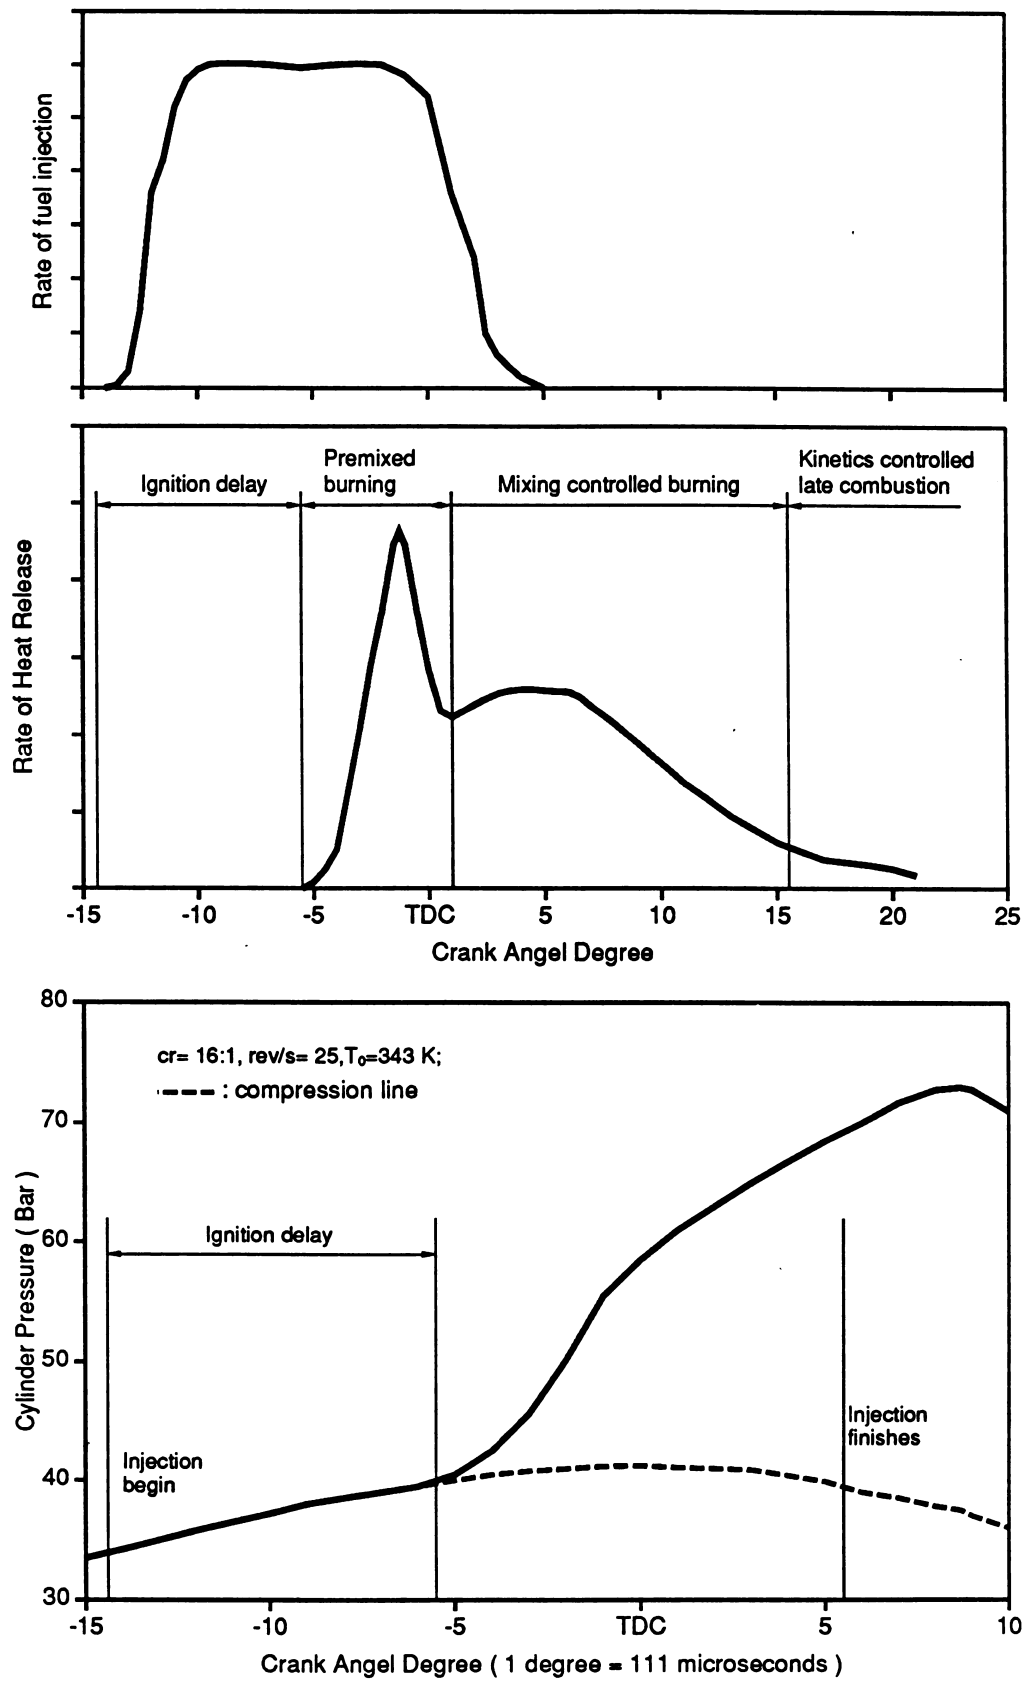 Rate of fuel injection
Premixed
burning
Ignition delay
Mixing controlled burning
Kinetics controlled
late combustion
Rate of Heat Release
-15 -10 -5 TDC 5 10 15 20 25
Crank Angel Degree
80
70
60
50
40
30
cr= 16:1, rev/s= 25,To=343 K;
: compression line
Ignition delay
Injection
begin
Injection
finishes
Cylinder Pressure ( Bar )
-15 -10 -5 TDC 5 10
Crank Angel Degree ( 1 degree = 111 microseconds )